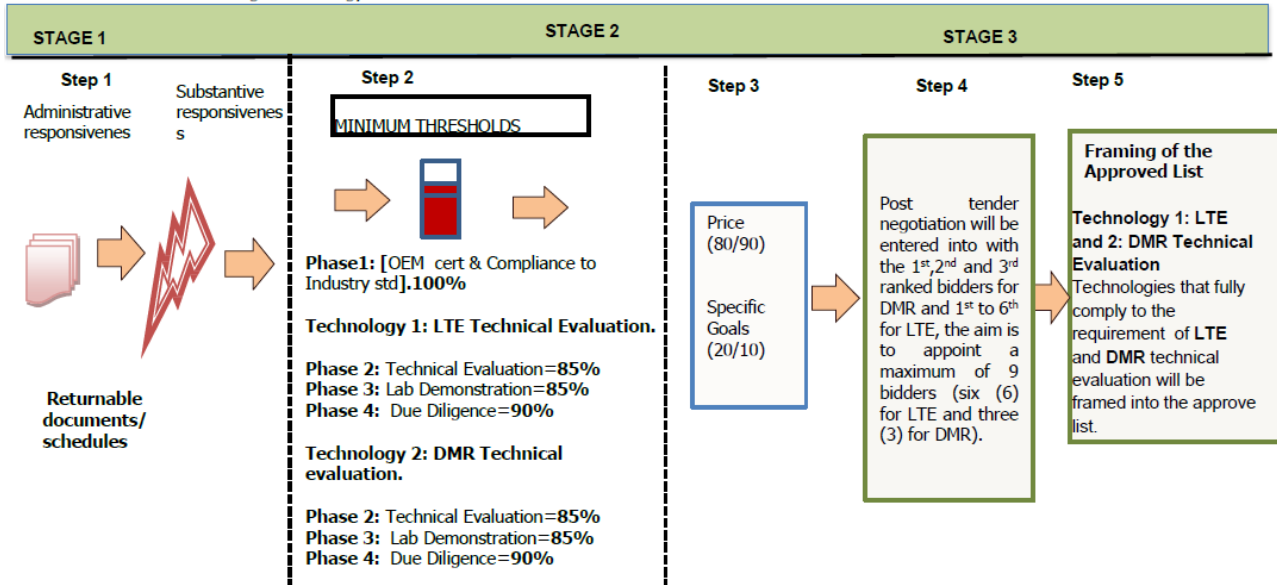 STAGE 1
STAGE 2
STAGE 3
Step 1
Administrative
responsivenes
Substantive
responsivenes
s
Returnable
documents/
schedules
Step 2
MINIMUM THRESHOLDS
Phase1: [OEM cert & Compliance to
Industry std].100%
Technology 1: LTE Technical Evaluation.
Phase 2: Technical Evaluation=85%
Phase 3: Lab Demonstration=85%
Phase 4: Due Diligence=90%
Technology 2: DMR Technical
evaluation.
Phase 2: Technical Evaluation=85%
Phase 3: Lab Demonstration=85%
Phase 4: Due Diligence=90%
Step 3
Price
(80/90)
Specific
Goals
(20/10)
Step 4
Post tender
negotiation will be
entered into with
the 1st,2nd and 3rd
ranked bidders for
DMR and 1st to 6th
for LTE, the aim is
to appoint a
maximum of 9
bidders (six (6)
for LTE and three
(3) for DMR).
Step 5
Framing of the
Approved List
Technology 1: LTE
and 2: DMR Technical
Evaluation
Technologies that fully
comply to the
requirement of LTE
and DMR technical
evaluation will be
framed into the approve
list.